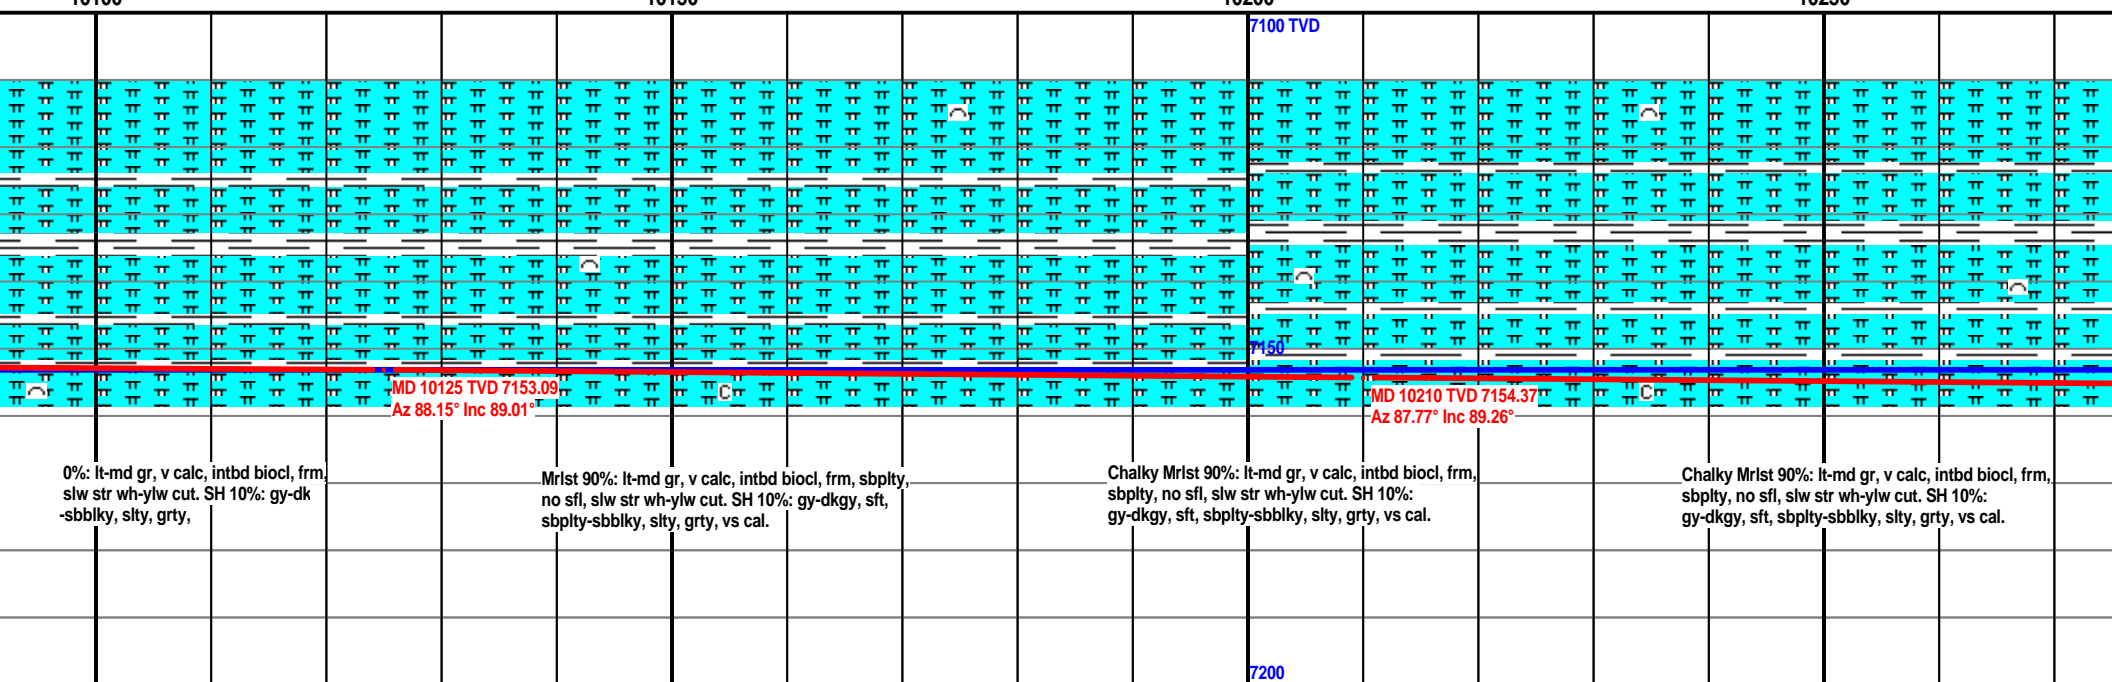 10100 10150 10200 10250
7100 TVD
7150
MD 10125 TVD 7153.09
Az 88.15° Inc 89.01°
C
MD 10210 TVD 7154.37
Az 87.77° Inc 89.26°
C
0%: lt-md gr, v calc, intbd biocl, frm,
slw str wh-ylw cut. SH 10%: gy-dk
-sbblky, slty, grty,
Mrlst 90%: lt-md gr, v calc, intbd biocl, frm, sbplty,
no sfl, slw str wh-ylw cut. SH 10%: gy-dkgy, sft,
sbplty-sbblky, slty, grty, vs cal.
Chalky Mrlst 90%: lt-md gr, v calc, intbd biocl, frm,
sbplty, no sfl, slw str wh-ylw cut. SH 10%:
gy-dkgy, sft, sbplty-sbblky, slty, grty, vs cal.
Chalky Mrlst 90%: lt-md gr, v calc, intbd biocl, frm,
sbplty, no sfl, slw str wh-ylw cut. SH 10%:
gy-dkgy, sft, sbplty-sbblky, slty, grty, vs cal.
7200